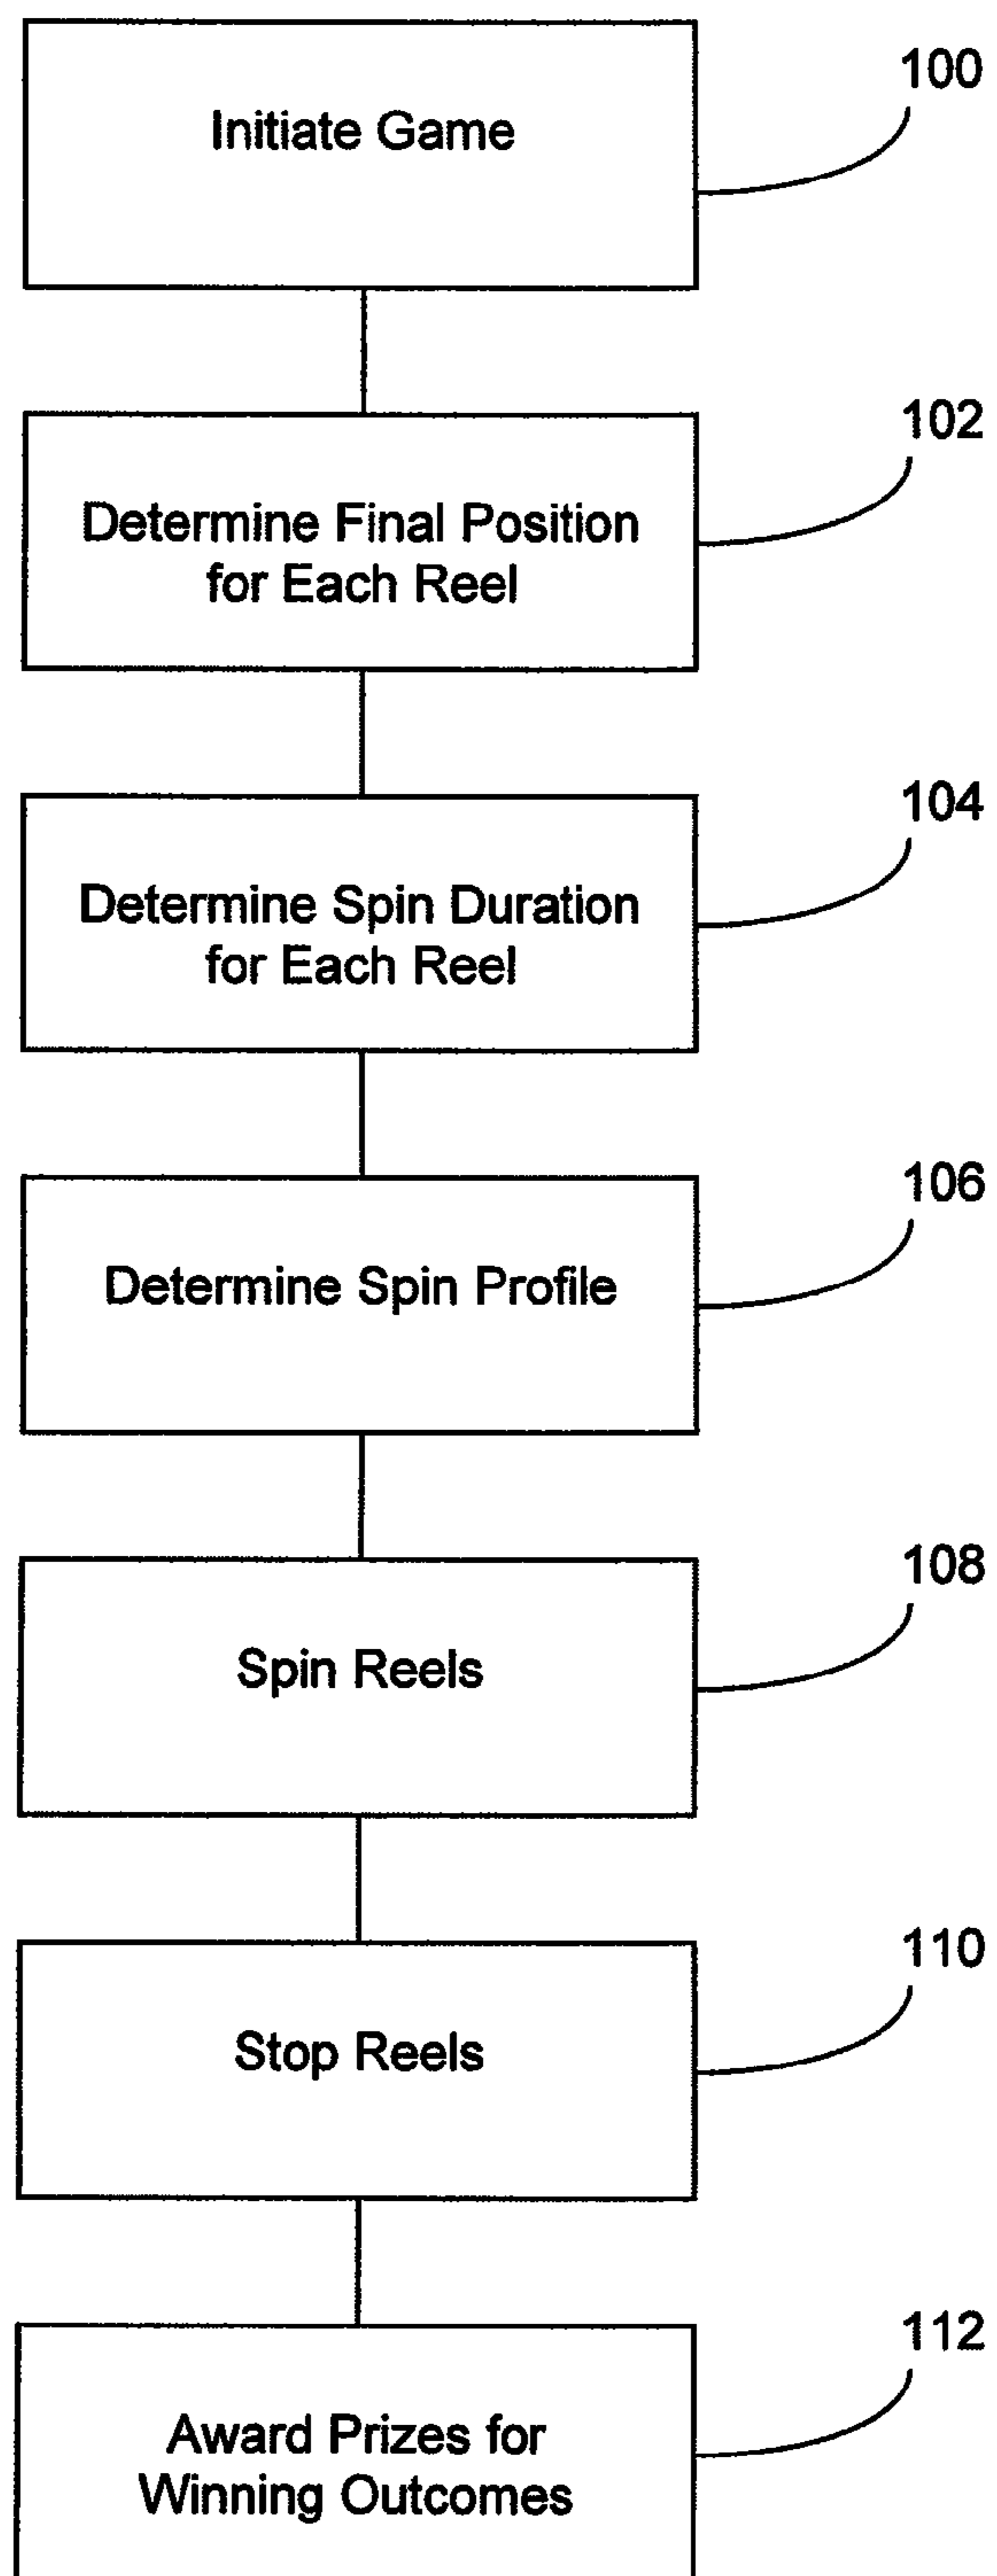 Initiate Game
100
Determine Final Position
for Each Reel
102
Determine Spin Duration
for Each Reel
104
Determine Spin Profile
106
Spin Reels
108
Stop Reels
110
Award Prizes for
Winning Outcomes
112